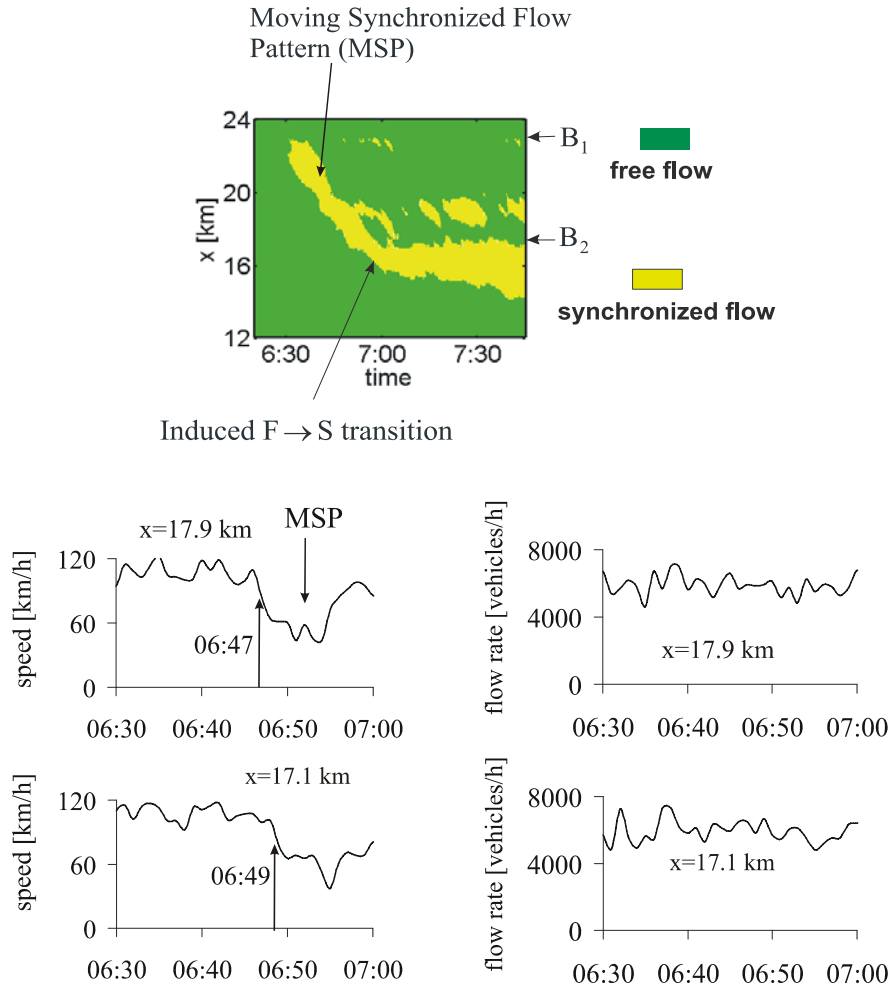 Moving Synchronized Flow
Pattern (MSP)
24
20
16
12
x [km]
6:30 7:00 7:30
time
B1
B2
free flow
synchronized flow
Induced F → S transition
speed [km/h]
120
60
0
x=17.9 km
MSP
06:47
06:30 06:40 06:50 07:00
flow rate [vehicles/h]
8000
4000
0
x=17.9 km
06:30 06:40 06:50 07:00
speed [km/h]
120
60
0
x=17.1 km
06:49
06:30 06:40 06:50 07:00
flow rate [vehicles/h]
8000
4000
0
x=17.1 km
06:30 06:40 06:50 07:00